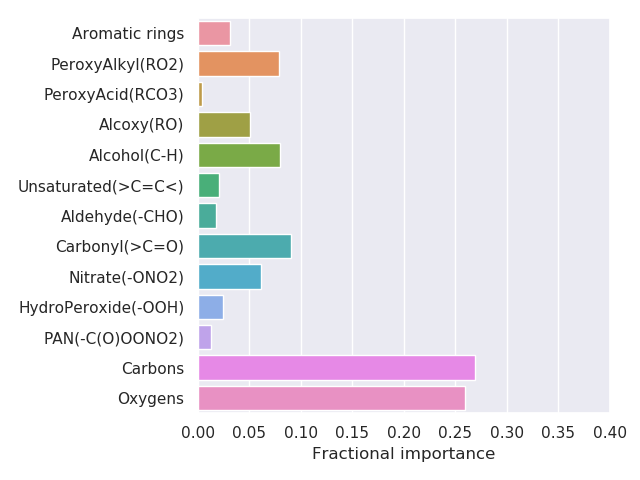 Aromatic rings
PeroxyAlkyl(RO2)
PeroxyAcid(RCO3)
Alcoxy(RO)
Alcohol(C-H)
Unsaturated(>C=C<)
Aldehyde(-CHO)
Carbonyl(>C=O)
Nitrate(-ONO2)
HydroPeroxide(-OOH)
PAN(-C(O)OONO2)
Carbons
Oxygens
0.00 0.05 0.10 0.15 0.20 0.25 0.30 0.35 0.40
Fractional importance